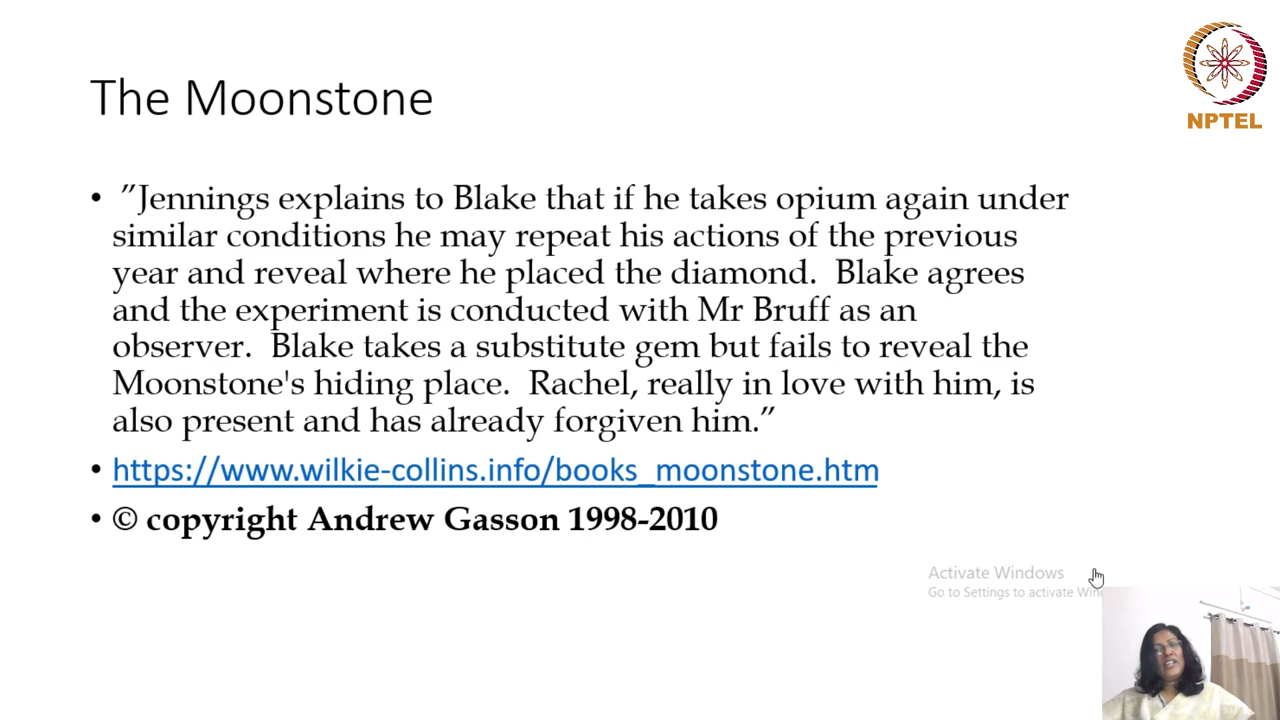 NPTEL
The Moonstone
• ”Jennings explains to Blake that if he takes opium again under
similar conditions he may repeat his actions of the previous
year and reveal where he placed the diamond.  Blake agrees
and the experiment is conducted with Mr Bruff as an
observer.  Blake takes a substitute gem but fails to reveal the
Moonstone's hiding place.  Rachel, really in love with him, is
also present and has already forgiven him.”
• https://www.wilkie-collins.info/books_moonstone.htm
• © copyright Andrew Gasson 1998-2010
Activate Windows
Go to Settings to activate